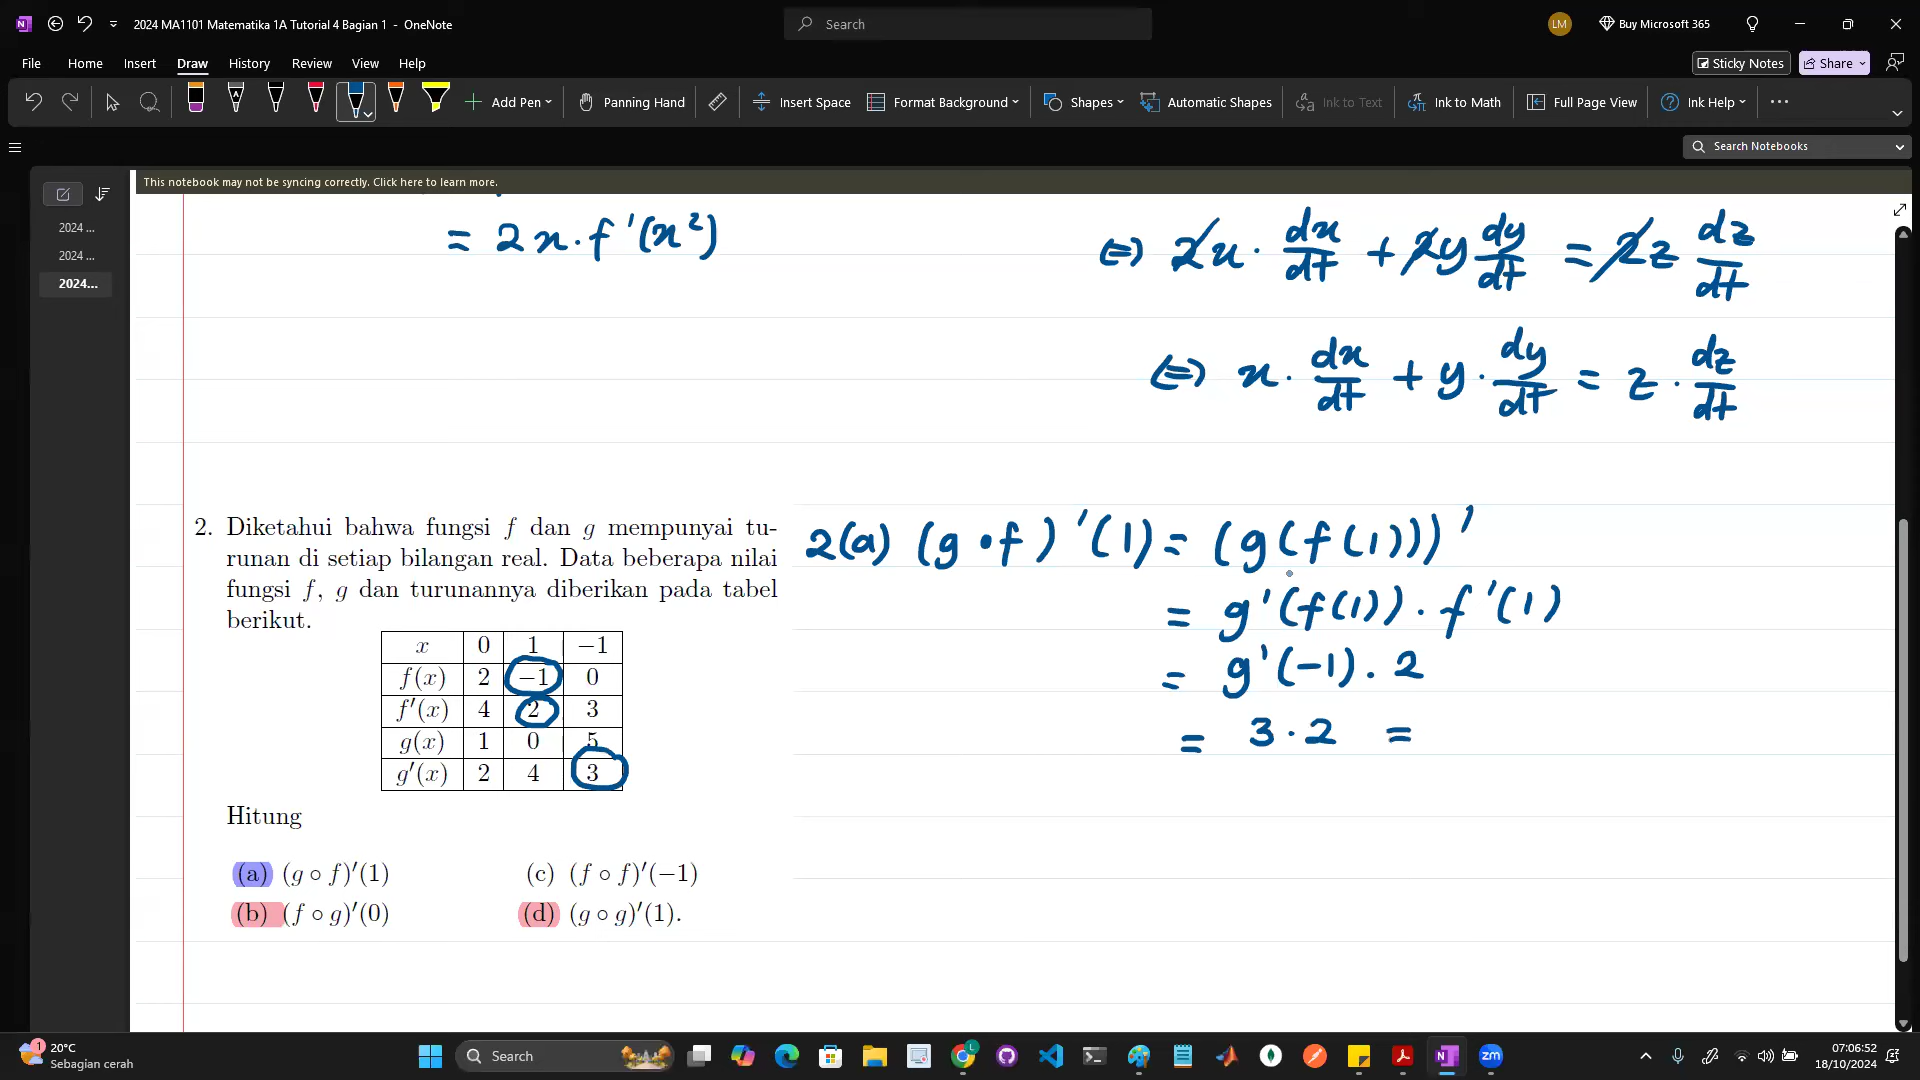 2024 MA1101 Matematika 1A Tutorial 4 Bagian 1 - OneNote
Search
LM
Buy Microsoft 365
File Home Insert Draw History Review View Help
Sticky Notes
Share
Add Pen
Panning Hand
Insert Space
Format Background
Shapes
Automatic Shapes
Ink to Text
Ink to Math
Full Page View
Ink Help
Search Notebooks
This notebook may not be syncing correctly. Click here to learn more.
2024 ...
2024 ...
2024...
= 2x · f'(x²)
⇔ 2x · dx/dt + 2y dy/dt = 2z dz/dt
⇔ x · dx/dt + y · dy/dt = z · dz/dt
2. Diketahui bahwa fungsi f dan g mempunyai tu-
runan di setiap bilangan real. Data beberapa nilai
fungsi f, g dan turunannya diberikan pada tabel
berikut.
x 0 1 −1
f(x) 2 −1 0
f′(x) 4 2 3
g(x) 1 0 5
g′(x) 2 4 3
Hitung
(a) (g ∘ f)′(1)
(c) (f ∘ f)′(−1)
(b) (f ∘ g)′(0)
(d) (g ∘ g)′(1).
2(a) (g ∘ f)'(1) = (g(f(1)))'
= g'(f(1)) · f'(1)
= g'(−1) · 2
= 3 · 2 =
1
20°C
Sebagian cerah
Search
L
zm
07:06:52
18/10/2024